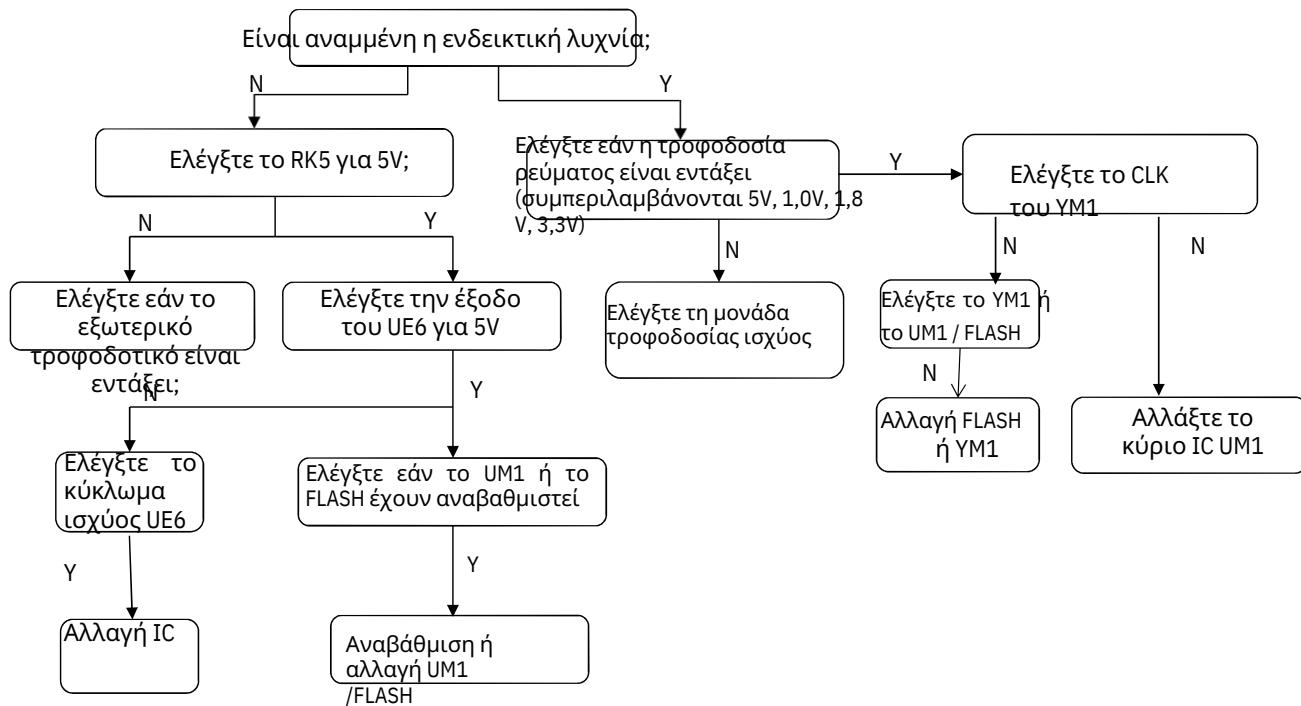 Είναι αναμμένη η ενδεικτική λυχνία;
N
Y
Ελέγξτε το RK5 για 5V;
Ελέγξτε εάν η τροφοδοσία
ρεύματος είναι εντάξει
(συμπεριλαμβάνονται 5V, 1,0V, 1,8
V, 3,3V)
Y
Ελέγξτε το CLK
του YM1
N
Y
N
N
N
Ελέγξτε εάν το
εξωτερικό
τροφοδοτικό είναι
εντάξει;
Ελέγξτε την έξοδο
του UE6 για 5V
Ελέγξτε τη μονάδα
τροφοδοσίας ισχύος
Ελέγξτε το YM1 ή
το UM1 / FLASH
N
Y
N
Αλλαγή FLASH
ή YM1
Αλλάξτε το
κύριο IC UM1
Ελέγξτε το
κύκλωμα
ισχύος UE6
Ελέγξτε εάν το UM1 ή το
FLASH έχουν αναβαθμιστεί
Y
Y
Αλλαγή IC
Αναβάθμιση ή
αλλαγή UM1
/FLASH